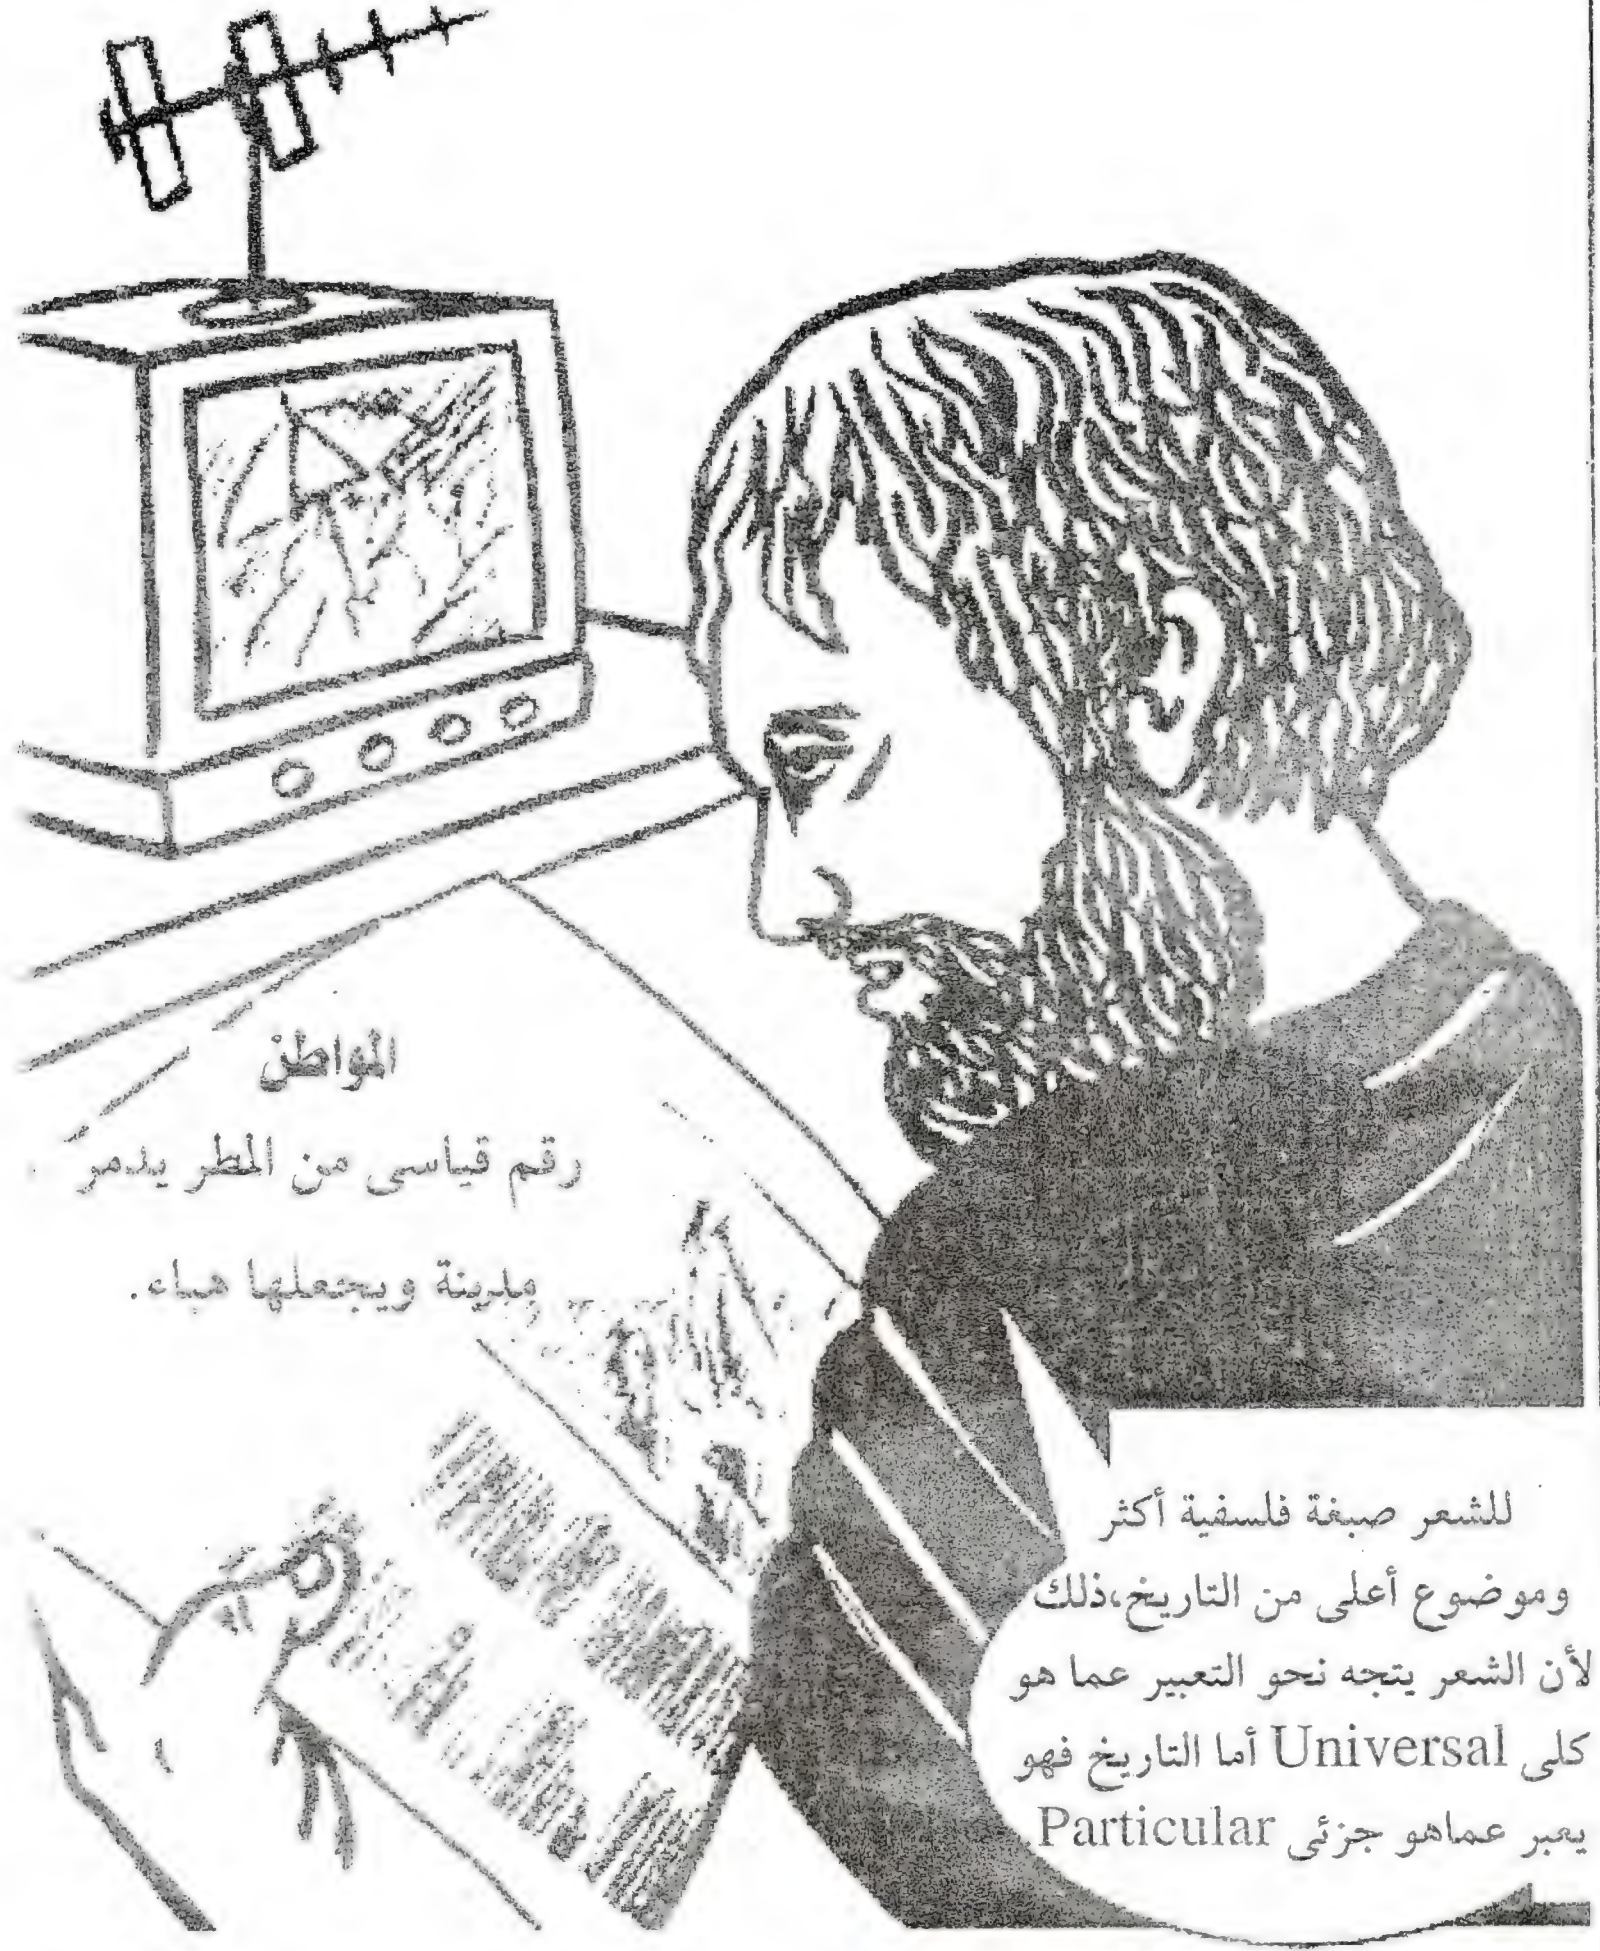 المواطن
رقم قياسى من المطر يدمر
مدينة ويجعلها هباء.
للشعر صبغة فلسفية أكثر
وموضوع أعلى من التاريخ،ذلك
لأن الشعر يتجه نحو التعبير عما هو
كلى Universal أما التاريخ فهو
يعبر عماهو جزئى Particular.